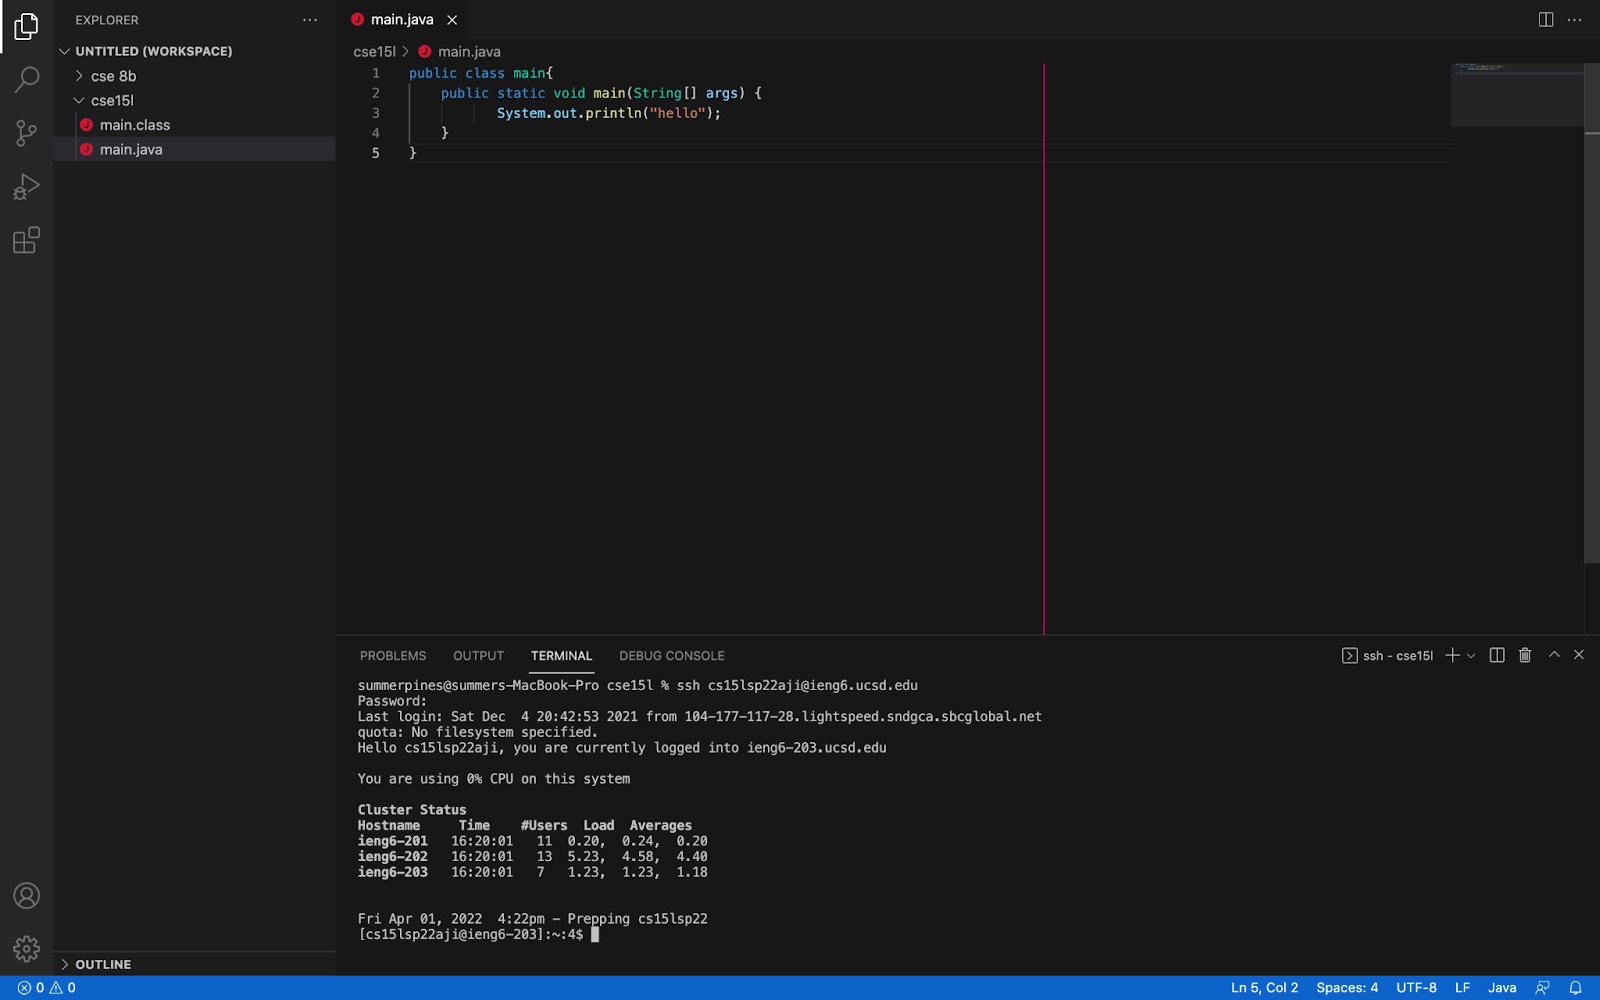 EXPLORER
UNTITLED (WORKSPACE)
cse 8b
cse15l
main.class
main.java
OUTLINE
main.java
cse15l > main.java
1 public class main{
2 public static void main(String[] args) {
3 System.out.println("hello");
4 }
5 }
PROBLEMS OUTPUT TERMINAL DEBUG CONSOLE ssh - cse15l
summerpines@summers-MacBook-Pro cse15l % ssh cs15lsp22aji@ieng6.ucsd.edu
Password:
Last login: Sat Dec  4 20:42:53 2021 from 104-177-117-28.lightspeed.sndgca.sbcglobal.net
quota: No filesystem specified.
Hello cs15lsp22aji, you are currently logged into ieng6-203.ucsd.edu
You are using 0% CPU on this system
Cluster Status
Hostname Time #Users Load Averages
ieng6-201 16:20:01 11 0.20, 0.24, 0.20
ieng6-202 16:20:01 13 5.23, 4.58, 4.40
ieng6-203 16:20:01 7 1.23, 1.23, 1.18
Fri Apr 01, 2022  4:22pm - Prepping cs15lsp22
[cs15lsp22aji@ieng6-203]:~:4$
0 0 Ln 5, Col 2 Spaces: 4 UTF-8 LF Java